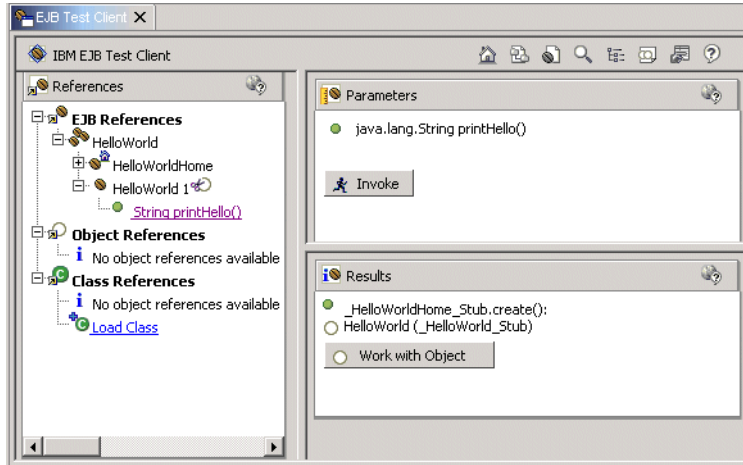 EJB Test Client
IBM EJB Test Client
References
EJB References
HelloWorld
HelloWorldHome
HelloWorld 1
String printHello()
Object References
No object references available
Class References
No object references available
Load Class
Parameters
java.lang.String printHello()
Invoke
Results
_HelloWorldHome_Stub.create():
HelloWorld (_HelloWorld_Stub)
Work with Object